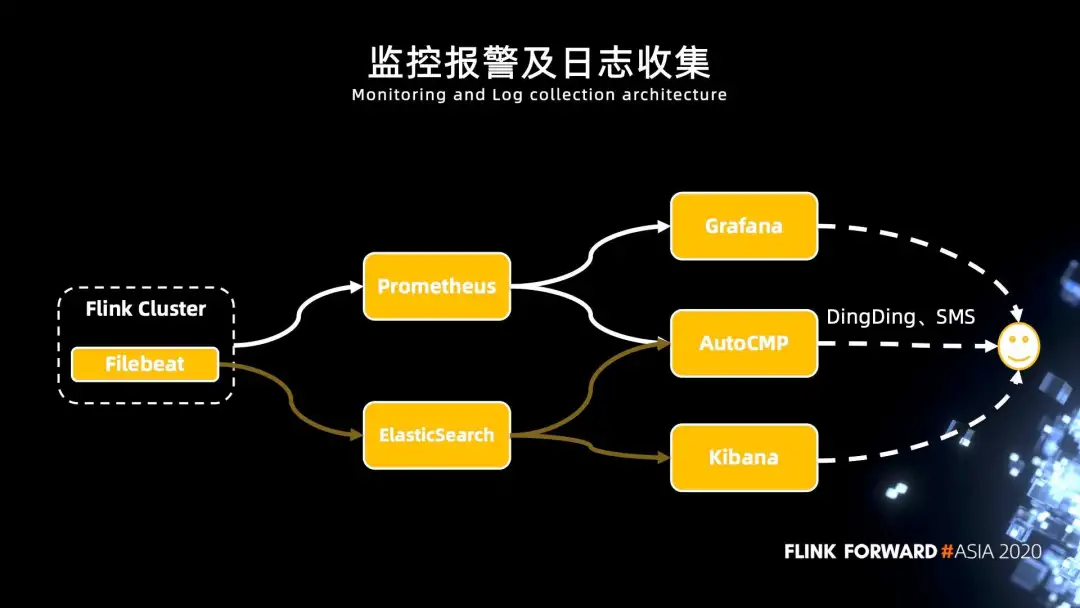 监控报警及日志收集
Monitoring and Log collection architecture
Flink Cluster
Filebeat
Prometheus
ElasticSearch
Grafana
AutoCMP
Kibana
DingDing、SMS
FLINK FORWARD #ASIA 2020